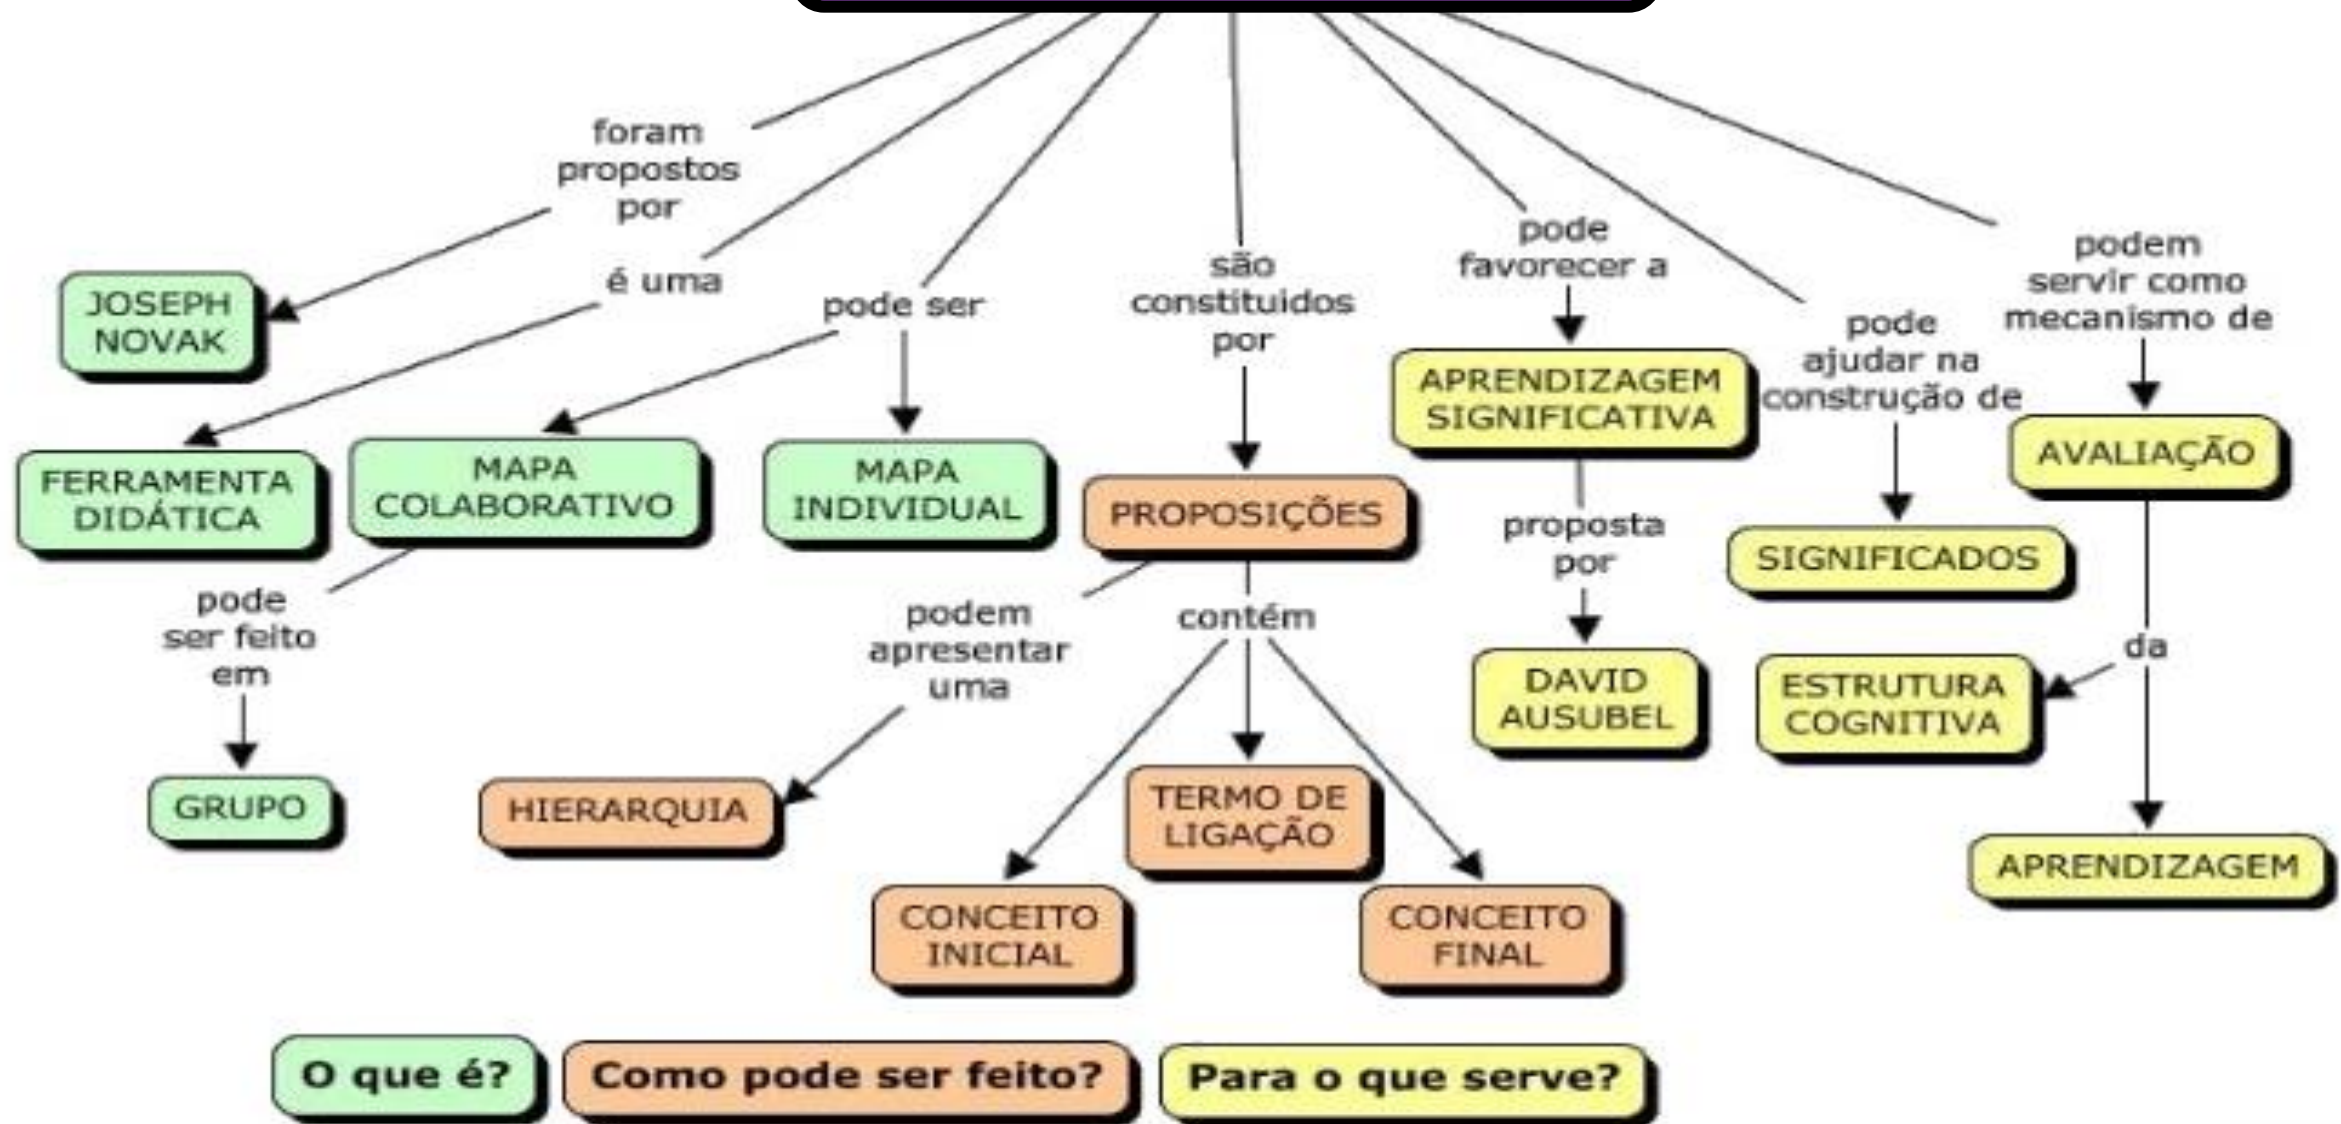 foram
propostos
por
JOSEPH
NOVAK
é uma
FERRAMENTA
DIDÁTICA
pode ser
MAPA
COLABORATIVO
MAPA
INDIVIDUAL
pode
ser feito
em
GRUPO
são
constituidos
por
PROPOSIÇÕES
podem
apresentar
uma
HIERARQUIA
contém
CONCEITO
INICIAL
TERMO DE
LIGAÇÃO
CONCEITO
FINAL
pode
favorecer a
APRENDIZAGEM
SIGNIFICATIVA
proposta
por
DAVID
AUSUBEL
pode
ajudar na
construção de
SIGNIFICADOS
podem
servir como
mecanismo de
AVALIAÇÃO
da
ESTRUTURA
COGNITIVA
APRENDIZAGEM
O que é?
Como pode ser feito?
Para o que serve?